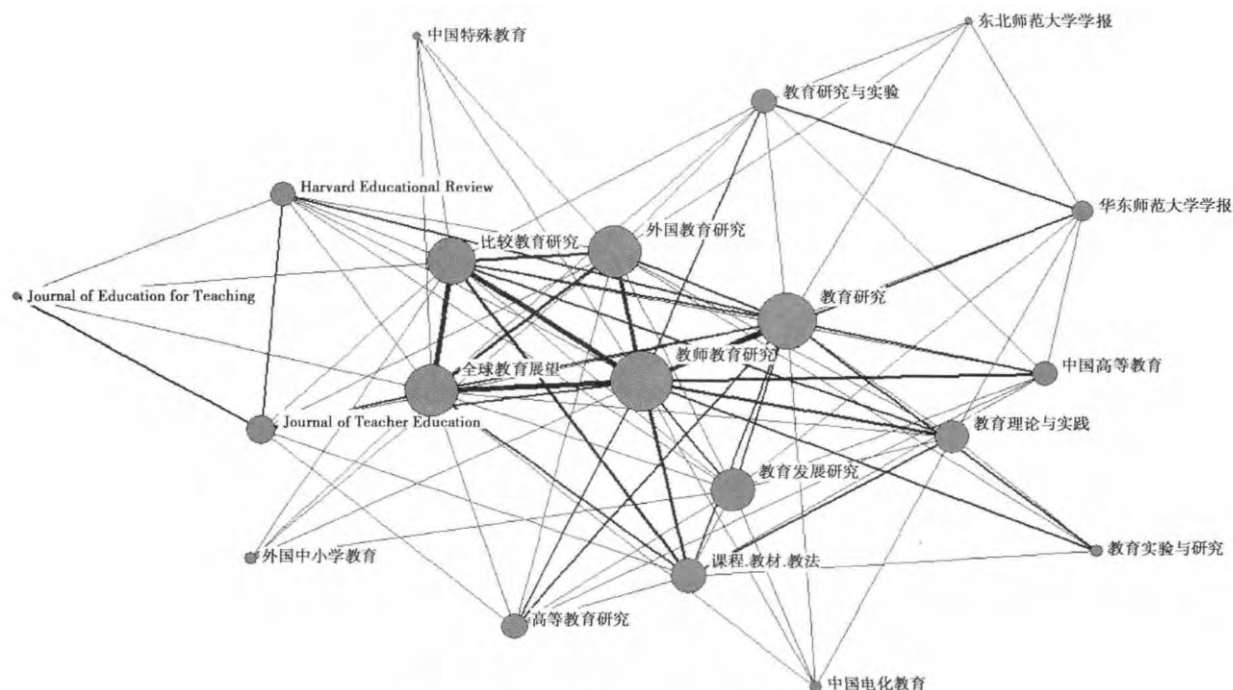 东北师范大学学报
中国特殊教育
教育研究与实验
Harvard Educational Review
华东师范大学学报
外国教育研究
比较教育研究
教育研究
Journal of Education for Teaching
教师教育研究
全球教育展望
中国高等教育
Journal of Teacher Education
教育理论与实践
教育发展研究
教育实验与研究
外国中小学教育
课程.教材.教法
高等教育研究
中国电化教育